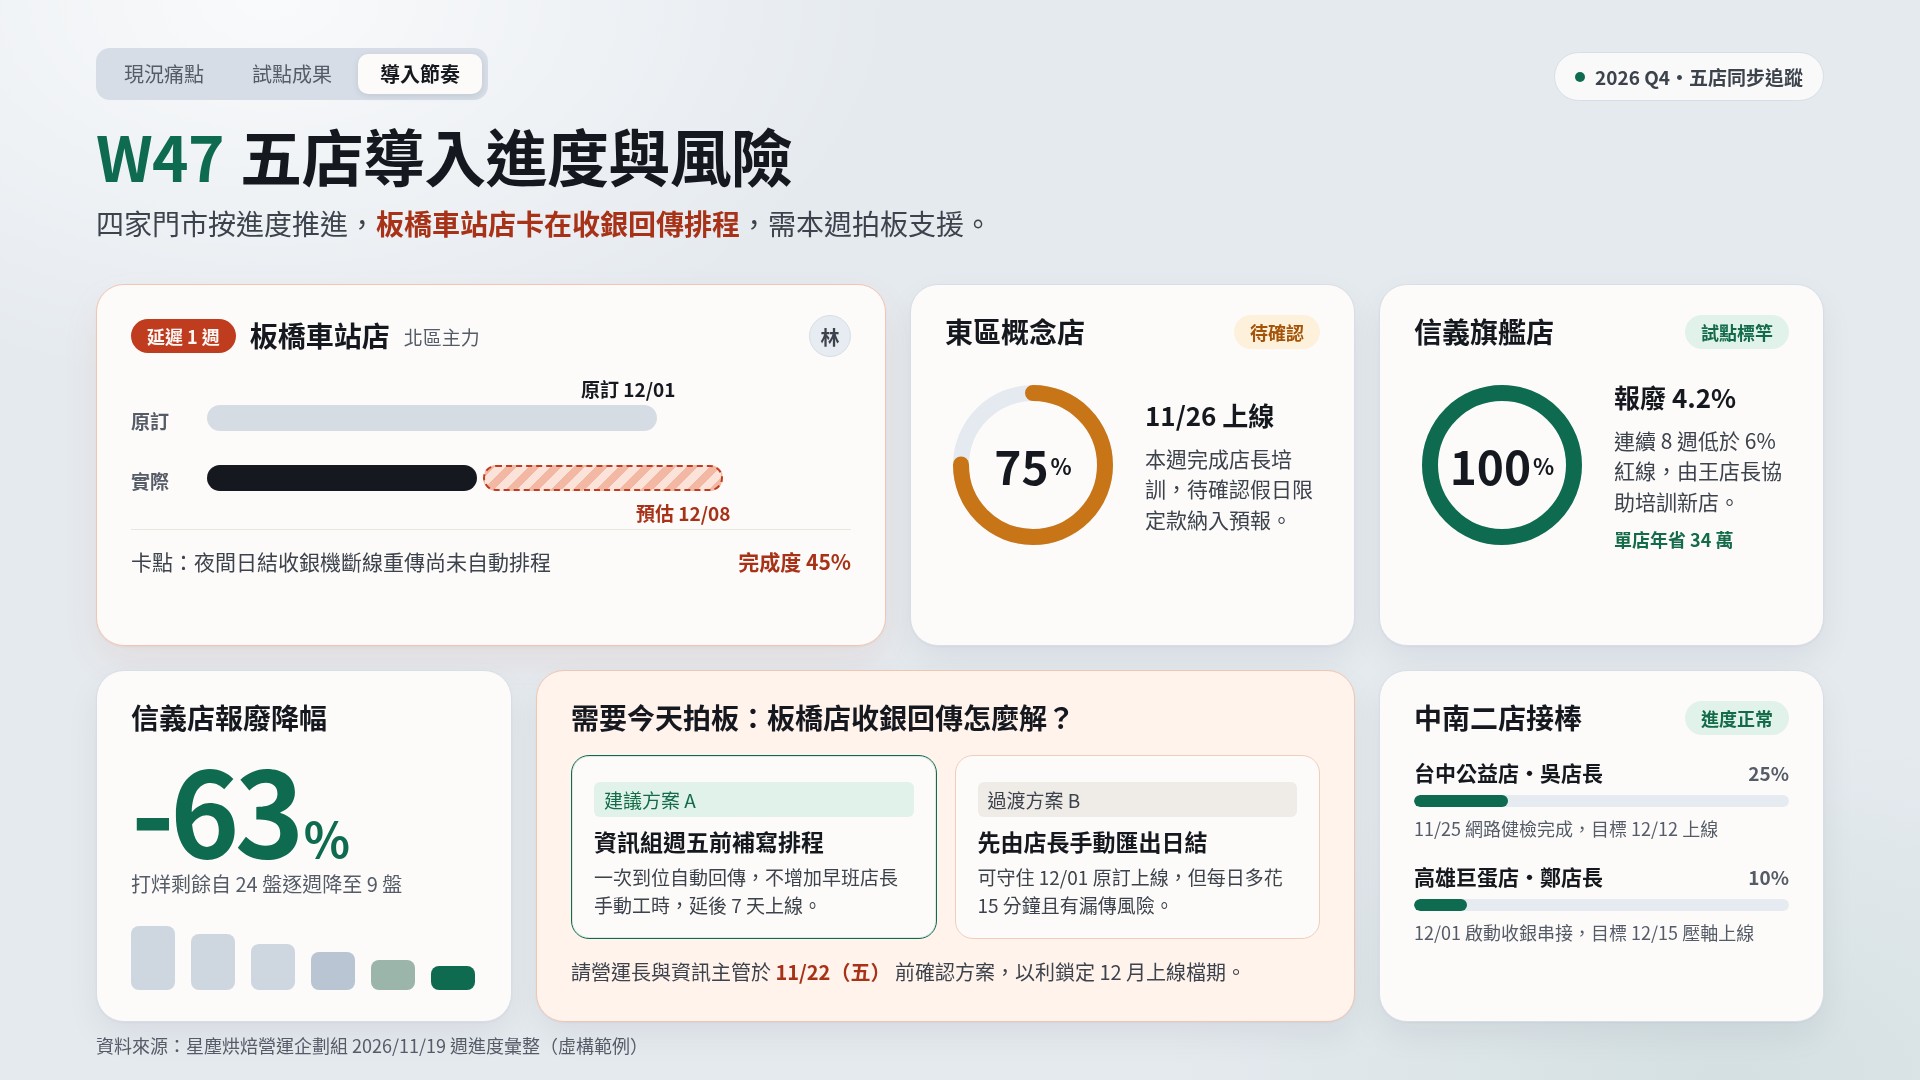 現況痛點
試點成果
導入節奏
2026 Q4・五店同步追蹤
W47 五店導入進度與風險
四家門市按進度推進，板橋車站店卡在收銀回傳排程，需本週拍板支援。
延遲 1 週
板橋車站店
北區主力
林
原訂 12/01
原訂
實際
預估 12/08
卡點：夜間日結收銀機斷線重傳尚未自動排程
完成度 45%
東區概念店
待確認
75%
11/26 上線
本週完成店長培
訓，待確認假日限
定款納入預報。
信義旗艦店
試點標竿
100%
報廢 4.2%
連續 8 週低於 6%
紅線，由王店長協
助培訓新店。
單店年省 34 萬
信義店報廢降幅
-63%
打烊剩餘自 24 盤逐週降至 9 盤
需要今天拍板：板橋店收銀回傳怎麼解？
建議方案 A
資訊組週五前補寫排程
一次到位自動回傳，不增加早班店長
手動工時，延後 7 天上線。
過渡方案 B
先由店長手動匯出日結
可守住 12/01 原訂上線，但每日多花
15 分鐘且有漏傳風險。
請營運長與資訊主管於 11/22（五） 前確認方案，以利鎖定 12 月上線檔期。
中南二店接棒
進度正常
台中公益店・吳店長
25%
11/25 網路健檢完成，目標 12/12 上線
高雄巨蛋店・鄭店長
10%
12/01 啟動收銀串接，目標 12/15 壓軸上線
資料來源：星塵烘焙營運企劃組 2026/11/19 週進度彙整（虛構範例）